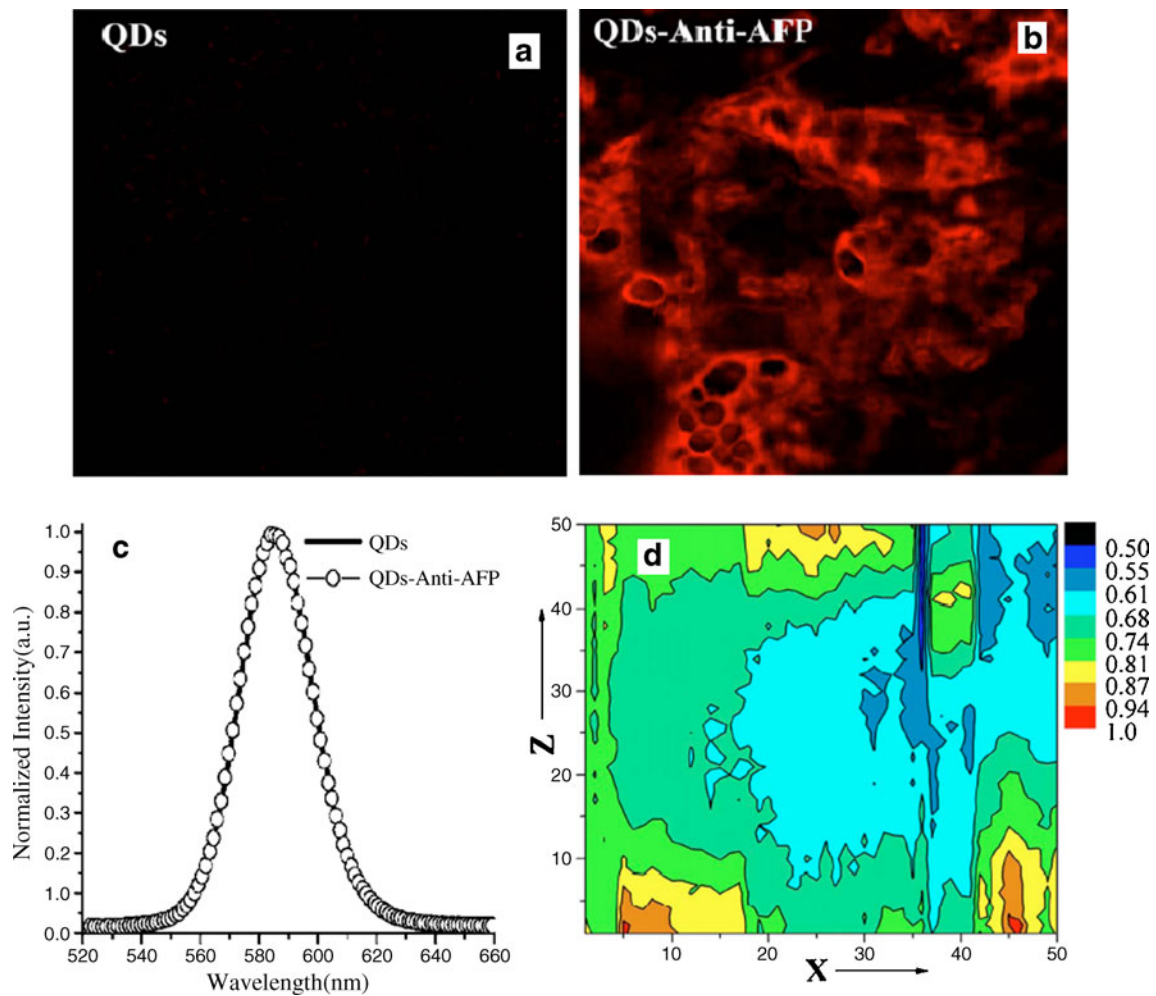 QDs
a
QDs-Anti-AFP
b
c
QDs
QDs-Anti-AFP
1.0
0.9
0.8
0.7
0.6
0.5
0.4
0.3
0.2
1.0
0.0
Normalized Intensity(a.u.)
520 540 560 580 600 620 640 660
Wavelength(nm)
d
50
40
30
20
10
Z
10 20 30 40 50
X
0.50
0.55
0.61
0.68
0.74
0.81
0.87
0.94
1.0